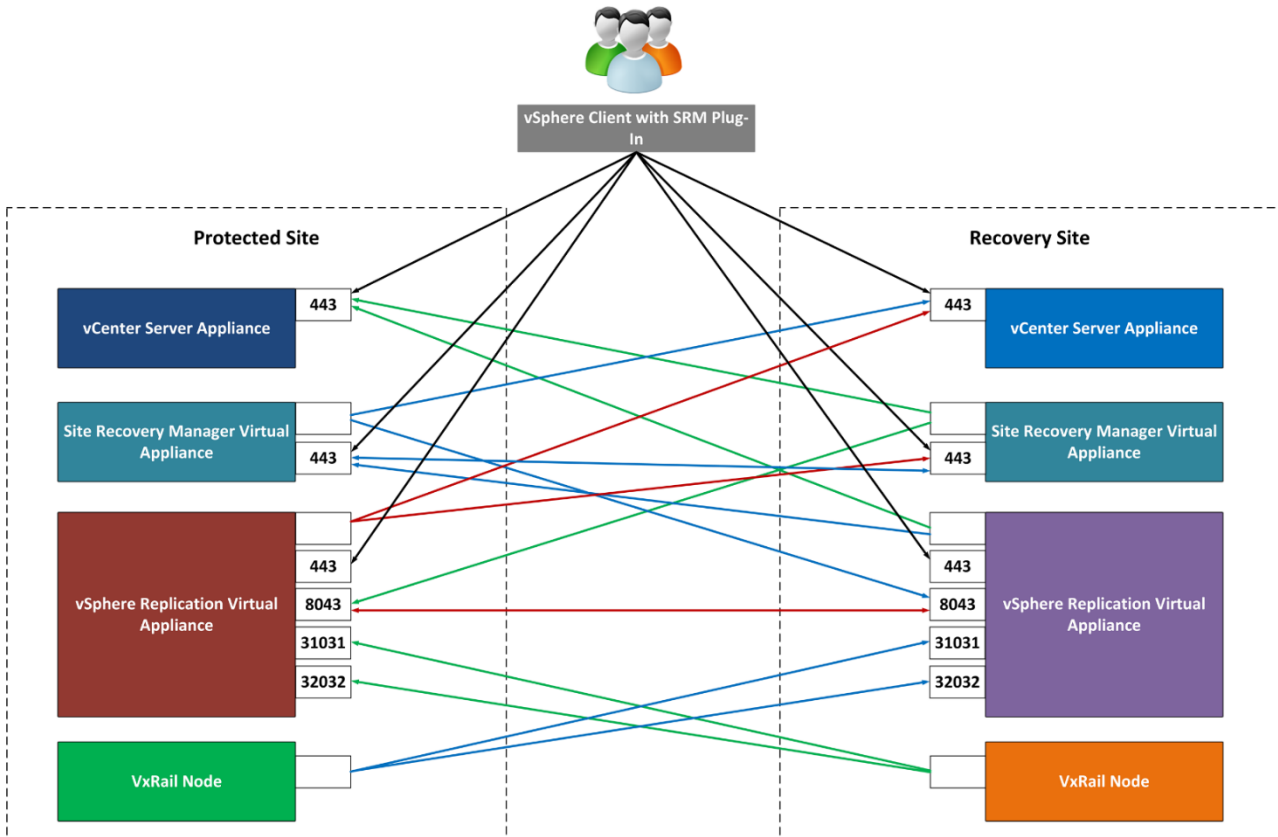 vSphere Client with SRM Plug-
In
Protected Site
vCenter Server Appliance
443
Site Recovery Manager Virtual
Appliance
443
vSphere Replication Virtual
Appliance
443
8043
31031
32032
VxRail Node
Recovery Site
443
vCenter Server Appliance
443
Site Recovery Manager Virtual
Appliance
443
8043
31031
32032
vSphere Replication Virtual
Appliance
VxRail Node